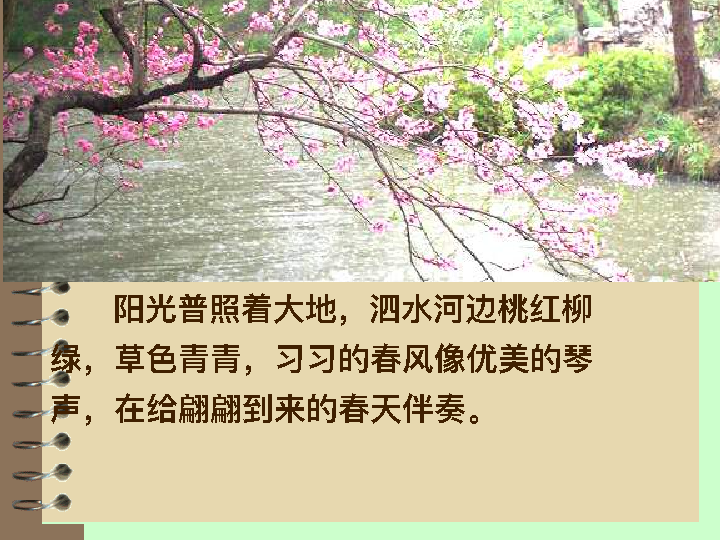 阳光普照着大地，泗水河边桃红柳
绿，草色青青，习习的春风像优美的琴
声，在给翩翩到来的春天伴奏。